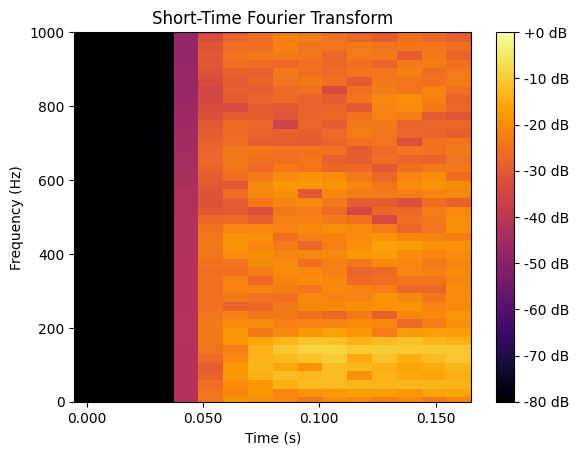 Short-Time Fourier Transform
1000
800
600
400
200
0
Frequency (Hz)
0.000
0.050
0.100
0.150
Time (s)
+0 dB
-10 dB
-20 dB
-30 dB
-40 dB
-50 dB
-60 dB
-70 dB
-80 dB